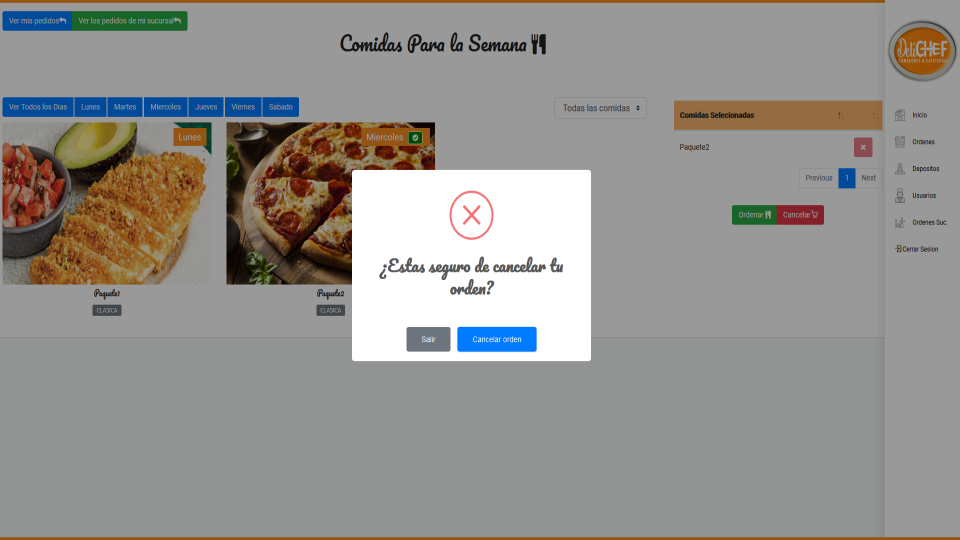 Ver mis pedidos
Ver los pedidos de mi sucursal
Comidas Para la Semana
DeliCHEF
COMEDORES & CAFETERIAS
Ver Todos los Dias
Lunes
Martes
Miercoles
Jueves
Viernes
Sabado
Todas las comidas
Lunes
Miercoles
Paquete1
CLASICA
Paquete2
CLASICA
Comidas Selecionadas
Paquete2
Previous
1
Next
Ordenar
Cancelar
¿Estas seguro de cancelar tu
orden?
Salir
Cancelar orden
Inicio
Ordenes
Depositos
Usuarios
Ordenes Suc.
Cerrar Sesion